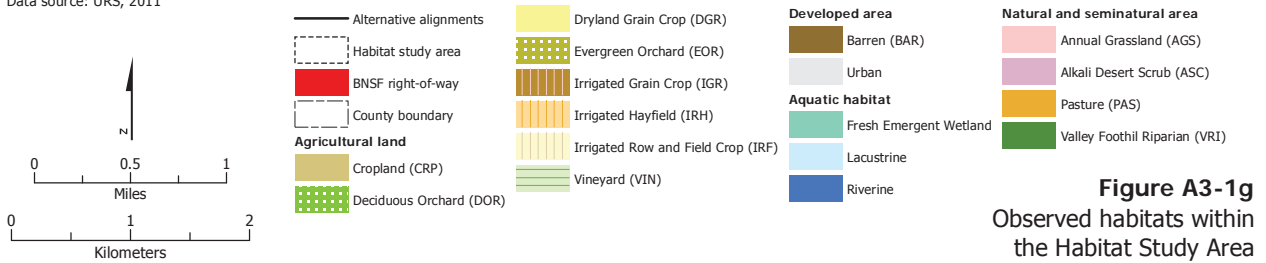 Data source: URS, 2011
z
0 0.5 1
Miles
0 1 2
Kilometers
Alternative alignments
Habitat study area
BNSF right-of-way
County boundary
Agricultural land
Cropland (CRP)
Deciduous Orchard (DOR)
Dryland Grain Crop (DGR)
Evergreen Orchard (EOR)
Irrigated Grain Crop (IGR)
Irrigated Hayfield (IRH)
Irrigated Row and Field Crop (IRF)
Vineyard (VIN)
Developed area
Barren (BAR)
Urban
Aquatic habitat
Fresh Emergent Wetland
Lacustrine
Riverine
Natural and seminatural area
Annual Grassland (AGS)
Alkali Desert Scrub (ASC)
Pasture (PAS)
Valley Foothil Riparian (VRI)
Figure A3-1g
Observed habitats within
the Habitat Study Area